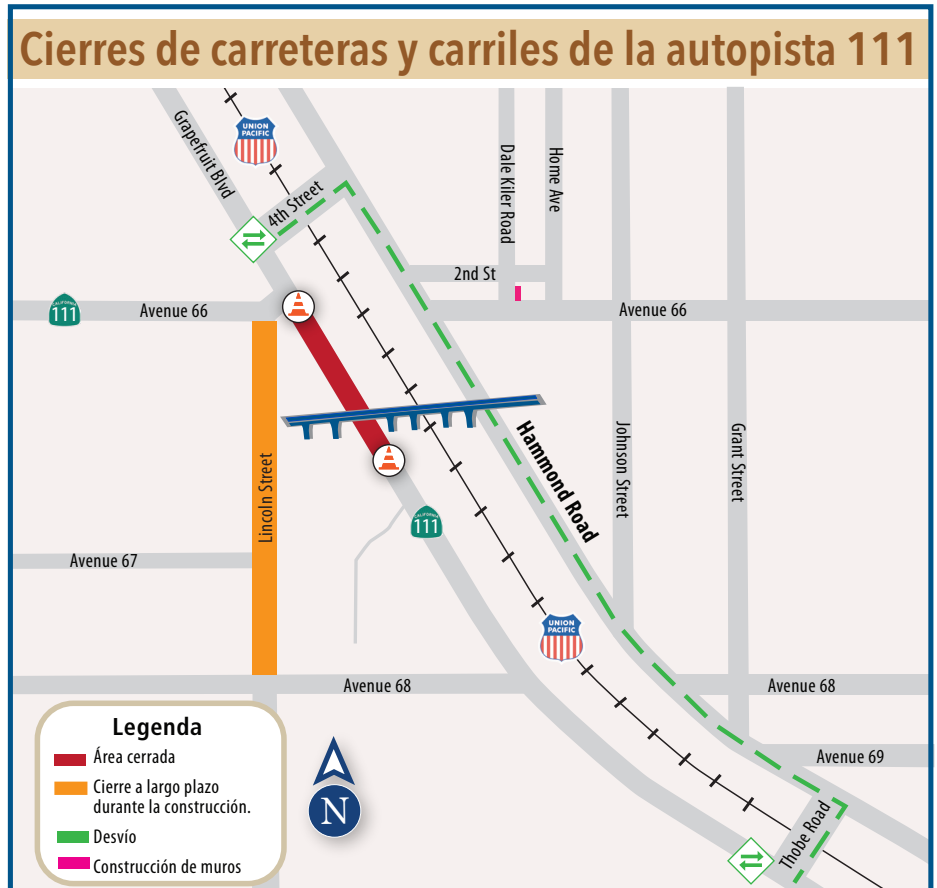 Cierres de carreteras y carriles de la autopista 111
Grapefruit Blvd
UNION
PACIFIC
4th Street
Dale Kiler Road
Home Ave
2nd St
CALIFORNIA
111
Avenue 66
Avenue 66
Lincoln Street
Hammond Road
Johnson Street
Grant Street
CALIFORNIA
111
Avenue 67
UNION
PACIFIC
Avenue 68
Avenue 68
Avenue 69
Thobe Road
Legenda
Área cerrada
Cierre a largo plazo
durante la construcción.
Desvío
Construcción de muros
N